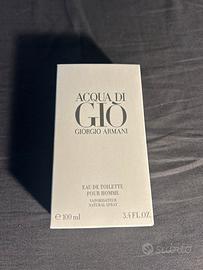 ACQUA DI
GIÒ
GIORGIO ARMANI
EAU DE TOILETTE
POUR HOMME
VAPORISATEUR
NATURAL SPRAY
℮ 100 ml 3.4 FL.OZ.
subito